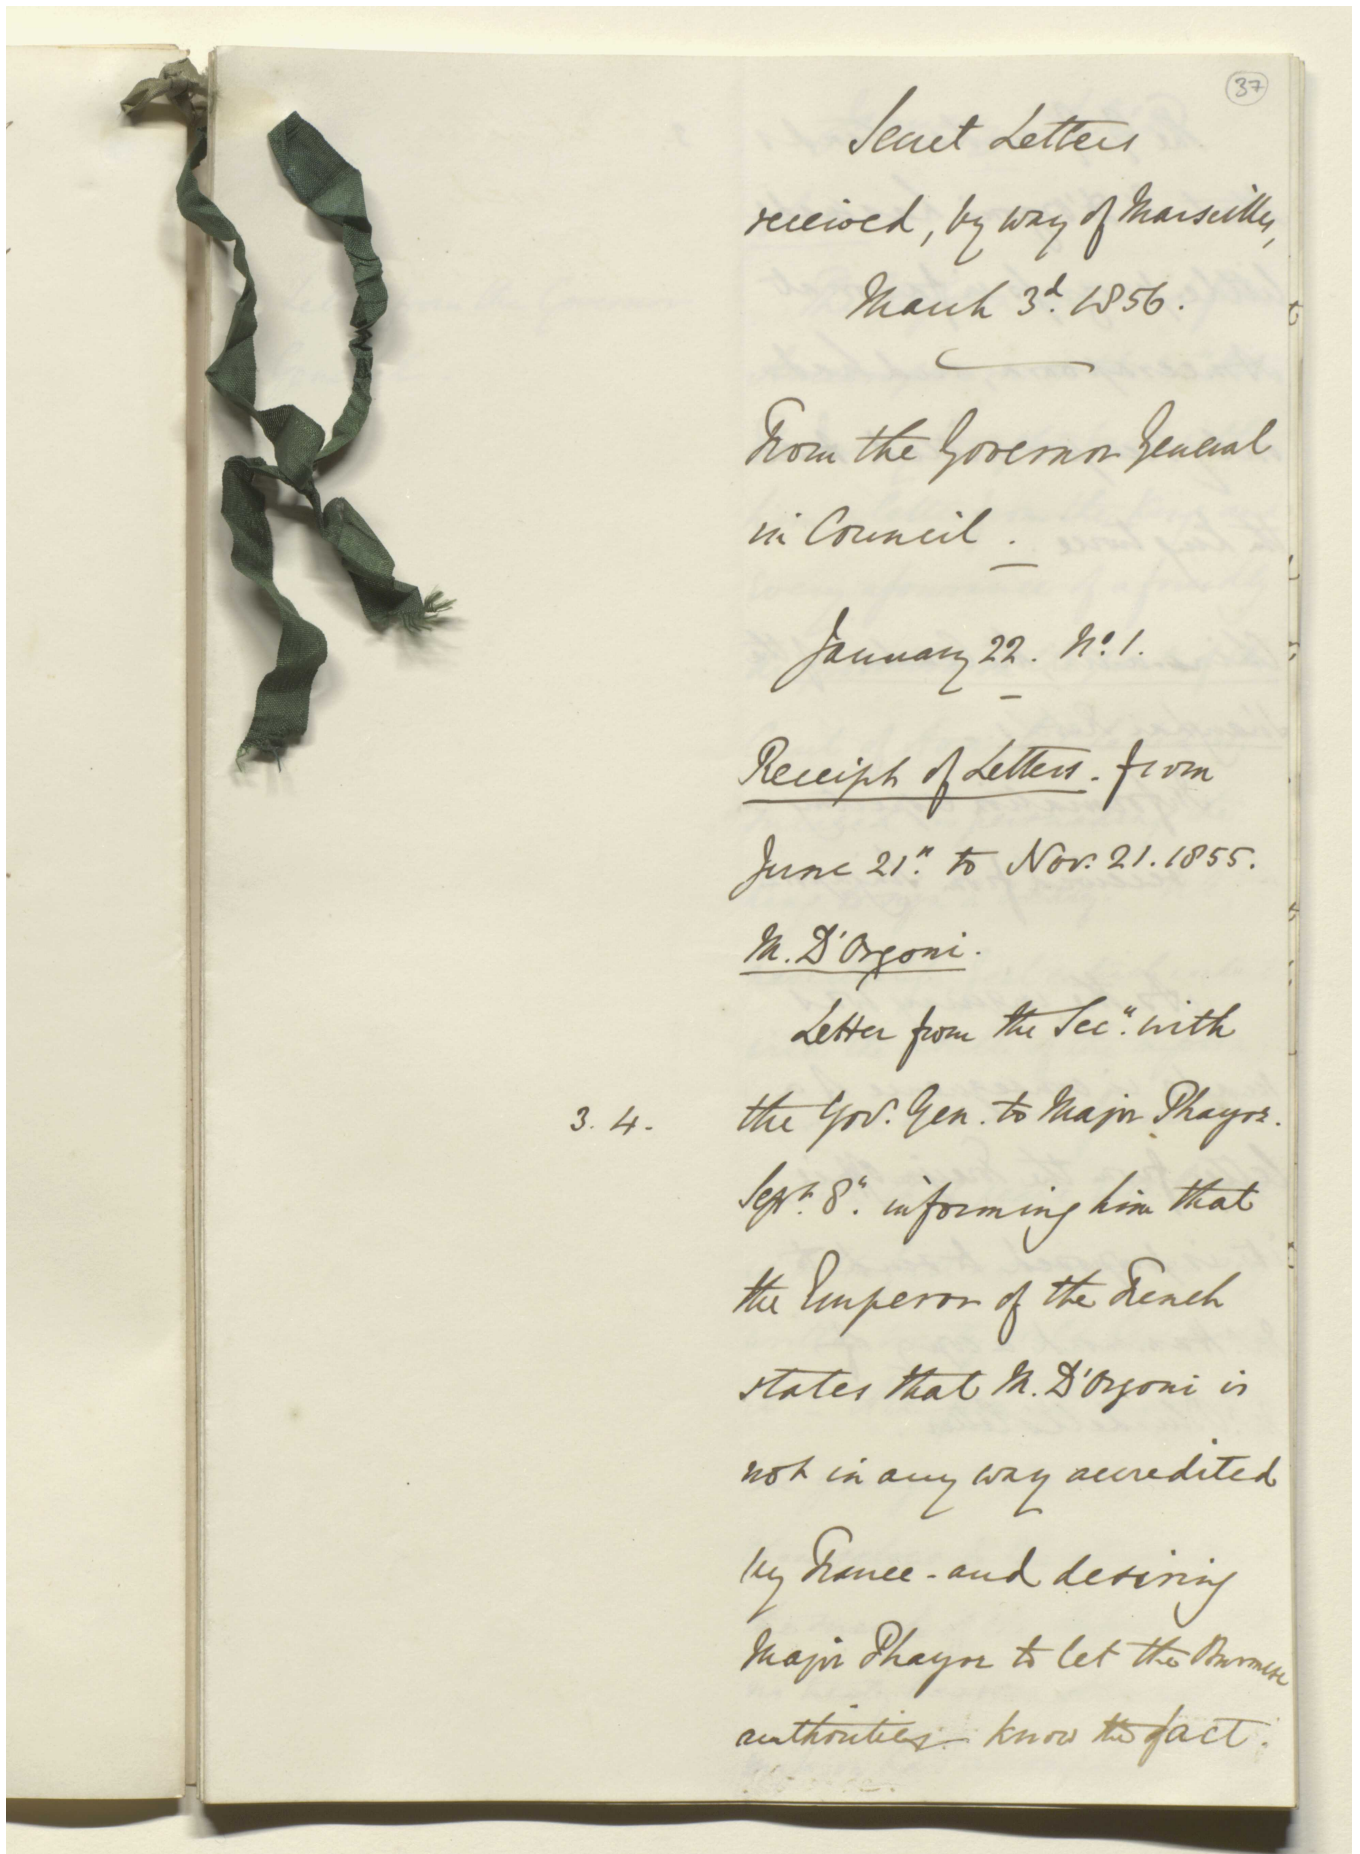 37
Secret Letters
received, by way of Marseilles,
March 3d. 1856.
From the Governor General
in Council.
January 22. No. 1.
Receipt of Letters. from
June 21st. to Nov. 21. 1855.
M. D'Orgoni.
Letter from the Secy. with
3. 4. the Gov. Gen. to Major Phayre.
Septr. 8th. informing him that
the Emperor of the French
states that M. D'Orgoni is
not in any way accredited
by France - and desiring
Major Phayre to let the Burmese
authorities know the fact.